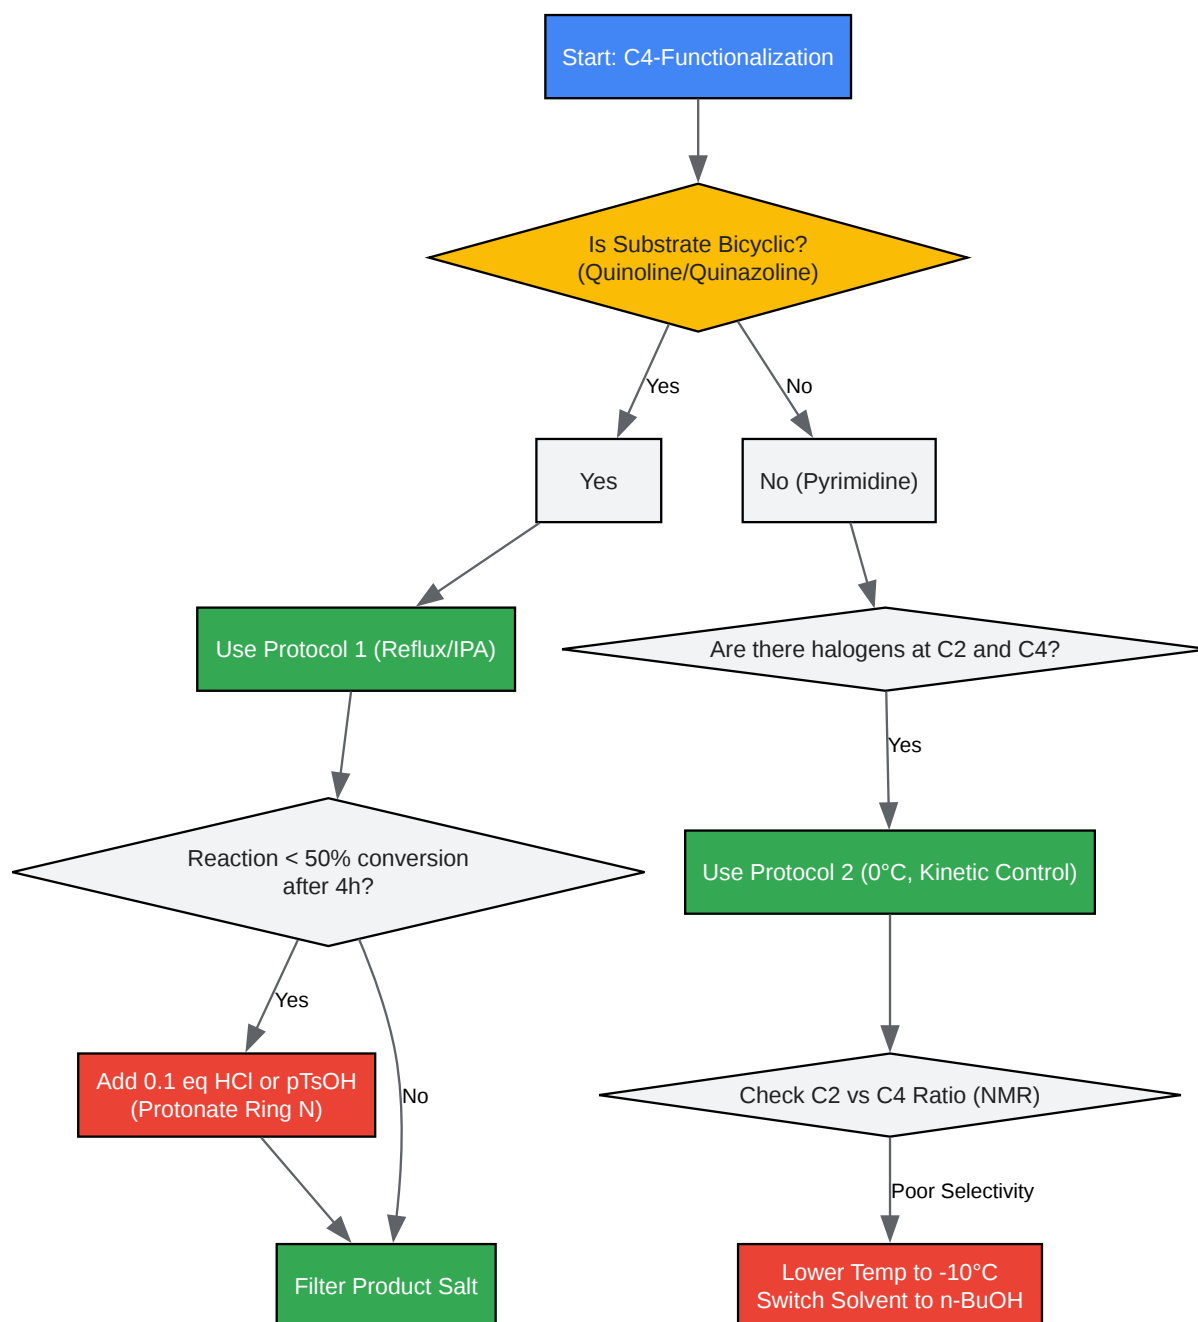 Start: C4-Functionalization
Is Substrate Bicyclic?
(Quinoline/Quinazoline)
Yes
No
Yes
No (Pyrimidine)
Use Protocol 1 (Reflux/IPA)
Are there halogens at C2 and C4?
Yes
Reaction < 50% conversion
after 4h?
Use Protocol 2 (0°C, Kinetic Control)
Yes
No
Add 0.1 eq HCl or pTsOH
(Protonate Ring N)
Check C2 vs C4 Ratio (NMR)
Poor Selectivity
Filter Product Salt
Lower Temp to -10°C
Switch Solvent to n-BuOH